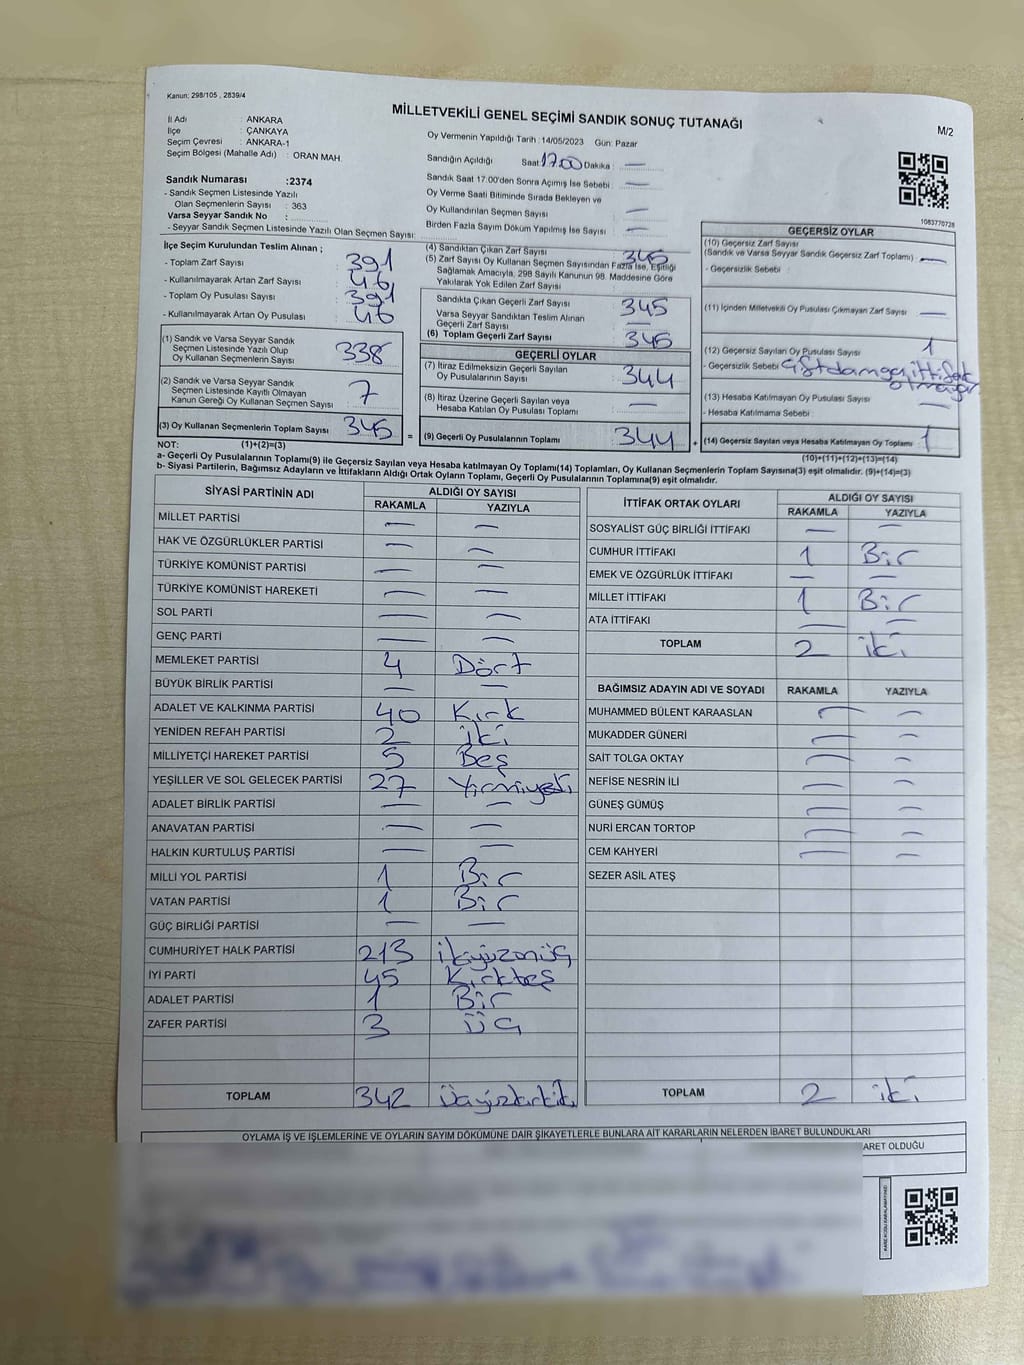 Kanun: 298/105 , 2839/4
MİLLETVEKİLİ GENEL SEÇİMİ SANDIK SONUÇ TUTANAĞI
M/2
İl Adı : ANKARA
İlçe : ÇANKAYA
Seçim Çevresi : ANKARA-1
Seçim Bölgesi (Mahalle Adı) : ORAN MAH.
Oy Vermenin Yapıldığı Tarih : 14/05/2023 Gün: Pazar
Sandığın Açıldığı Saat 17.00 Dakika : —
Sandık Saat 17:00'den Sonra Açımış İse Sebebi : —
Oy Verme Saati Bitiminde Sırada Bekleyen ve
Oy Kullandırılan Seçmen Sayısı —
Birden Fazla Sayım Döküm Yapılmış İse Sayısı : —
Sandık Numarası :2374
- Sandık Seçmen Listesinde Yazılı
Olan Seçmenlerin Sayısı : 363
Varsa Seyyar Sandık No :
- Seyyar Sandık Seçmen Listesinde Yazılı Olan Seçmen Sayısı:
1083770728
İlçe Seçim Kurulundan Teslim Alınan ;
- Toplam Zarf Sayısı : 391
- Kullanılmayarak Artan Zarf Sayısı : 46
- Toplam Oy Pusulası Sayısı : 391
- Kullanılmayarak Artan Oy Pusulası : 46
(1) Sandık ve Varsa Seyyar Sandık
Seçmen Listesinde Yazılı Olup
Oy Kullanan Seçmenlerin Sayısı : 338
(2) Sandık ve Varsa Seyyar Sandık
Seçmen Listesinde Kayıtlı Olmayan
Kanun Gereği Oy Kullanan Seçmen Sayısı : 7
(3) Oy Kullanan Seçmenlerin Toplam Sayısı : 345
(4) Sandıktan Çıkan Zarf Sayısı : 345
(5) Zarf Sayısı Oy Kullanan Seçmen Sayısından Fazla İse, Eşitliği
Sağlamak Amacıyla, 298 Sayılı Kanunun 98. Maddesine Göre
Yakılarak Yok Edilen Zarf Sayısı
Sandıkta Çıkan Geçerli Zarf Sayısı : 345
Varsa Seyyar Sandıktan Teslim Alınan
Geçerli Zarf Sayısı : —
(6) Toplam Geçerli Zarf Sayısı : 345
GEÇERLİ OYLAR
(7) İtiraz Edilmeksizin Geçerli Sayılan
Oy Pusulalarının Sayısı : 344
(8) İtiraz Üzerine Geçerli Sayılan veya
Hesaba Katılan Oy Pusulası Toplamı : —
= (9) Geçerli Oy Pusulalarının Toplamı : 344
GEÇERSİZ OYLAR
(10) Geçersiz Zarf Sayısı
(Sandık ve Varsa Seyyar Sandık Geçersiz Zarf Toplamı) : —
- Geçersizlik Sebebi :
(11) İçinden Milletvekili Oy Pusulası Çıkmayan Zarf Sayısı : —
(12) Geçersiz Sayılan Oy Pusulası Sayısı : 1
- Geçersizlik Sebebi : çift damga ittifak
olmayan
(13) Hesaba Katılmayan Oy Pusulası Sayısı : —
- Hesaba Katılmama Sebebi :
+ (14) Geçersiz Sayılan veya Hesaba Katılmayan Oy Toplamı : 1
NOT: (1)+(2)=(3)
(10)+(11)+(12)+(13)=(14)
a- Geçerli Oy Pusulalarının Toplamı(9) ile Geçersiz Sayılan veya Hesaba katılmayan Oy Toplamı(14) Toplamları, Oy Kullanan Seçmenlerin Toplam Sayısına(3) eşit olmalıdır. (9)+(14)=(3)
b- Siyasi Partilerin, Bağımsız Adayların ve İttifakların Aldığı Ortak Oyların Toplamı, Geçerli Oy Pusulalarının Toplamına(9) eşit olmalıdır.
SİYASİ PARTİNİN ADI ALDIĞI OY SAYISI
RAKAMLA YAZIYLA
MİLLET PARTİSİ — —
HAK VE ÖZGÜRLÜKLER PARTİSİ — —
TÜRKİYE KOMÜNİST PARTİSİ — —
TÜRKİYE KOMÜNİST HAREKETİ — —
SOL PARTİ — —
GENÇ PARTİ — —
MEMLEKET PARTİSİ 4 Dört
BÜYÜK BİRLİK PARTİSİ — —
ADALET VE KALKINMA PARTİSİ 40 Kırk
YENİDEN REFAH PARTİSİ 2 iki
MİLLİYETÇİ HAREKET PARTİSİ 5 Beş
YEŞİLLER VE SOL GELECEK PARTİSİ 27 Yirmiyedi
ADALET BİRLİK PARTİSİ — —
ANAVATAN PARTİSİ — —
HALKIN KURTULUŞ PARTİSİ — —
MİLLİ YOL PARTİSİ 1 Bir
VATAN PARTİSİ 1 Bir
GÜÇ BİRLİĞİ PARTİSİ — —
CUMHURİYET HALK PARTİSİ 213 ikiyüzonüç
İYİ PARTİ 45 Kırkbeş
ADALET PARTİSİ 1 Bir
ZAFER PARTİSİ 3 üç
TOPLAM 342 üçyüzkırkiki
İTTİFAK ORTAK OYLARI ALDIĞI OY SAYISI
RAKAMLA YAZIYLA
SOSYALİST GÜÇ BİRLİĞİ İTTİFAKI — —
CUMHUR İTTİFAKI 1 Bir
EMEK VE ÖZGÜRLÜK İTTİFAKI — —
MİLLET İTTİFAKI 1 Bir
ATA İTTİFAKI — —
TOPLAM 2 iki
BAĞIMSIZ ADAYIN ADI VE SOYADI RAKAMLA YAZIYLA
MUHAMMED BÜLENT KARAASLAN — —
MUKADDER GÜNERİ — —
SAİT TOLGA OKTAY — —
NEFİSE NESRİN İLİ — —
GÜNEŞ GÜMÜŞ — —
NURİ ERCAN TORTOP — —
CEM KAHYERİ — —
SEZER ASİL ATEŞ
TOPLAM 2 iki
OYLAMA İŞ VE İŞLEMLERİNE VE OYLARIN SAYIM DÖKÜMÜNE DAİR ŞİKAYETLERLE BUNLARA AİT KARARLARIN NELERDEN İBARET BULUNDUKLARI
ARET OLDUĞU